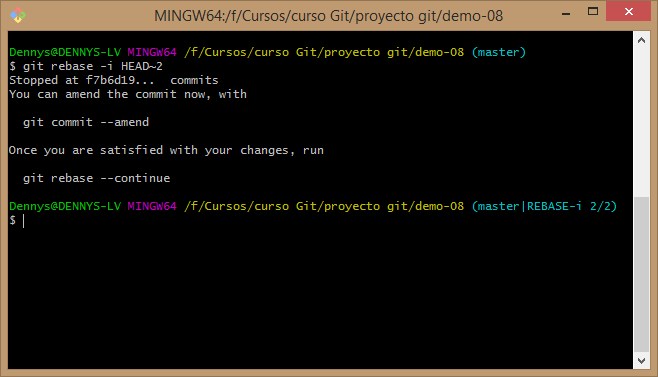 MINGW64:/f/Cursos/curso Git/proyecto git/demo-08
Dennys@DENNYS-LV MINGW64 /f/Cursos/curso Git/proyecto git/demo-08 (master)
$ git rebase -i HEAD~2
Stopped at f7b6d19...  commits
You can amend the commit now, with
  git commit --amend
Once you are satisfied with your changes, run
  git rebase --continue
Dennys@DENNYS-LV MINGW64 /f/Cursos/curso Git/proyecto git/demo-08 (master|REBASE-i 2/2)
$